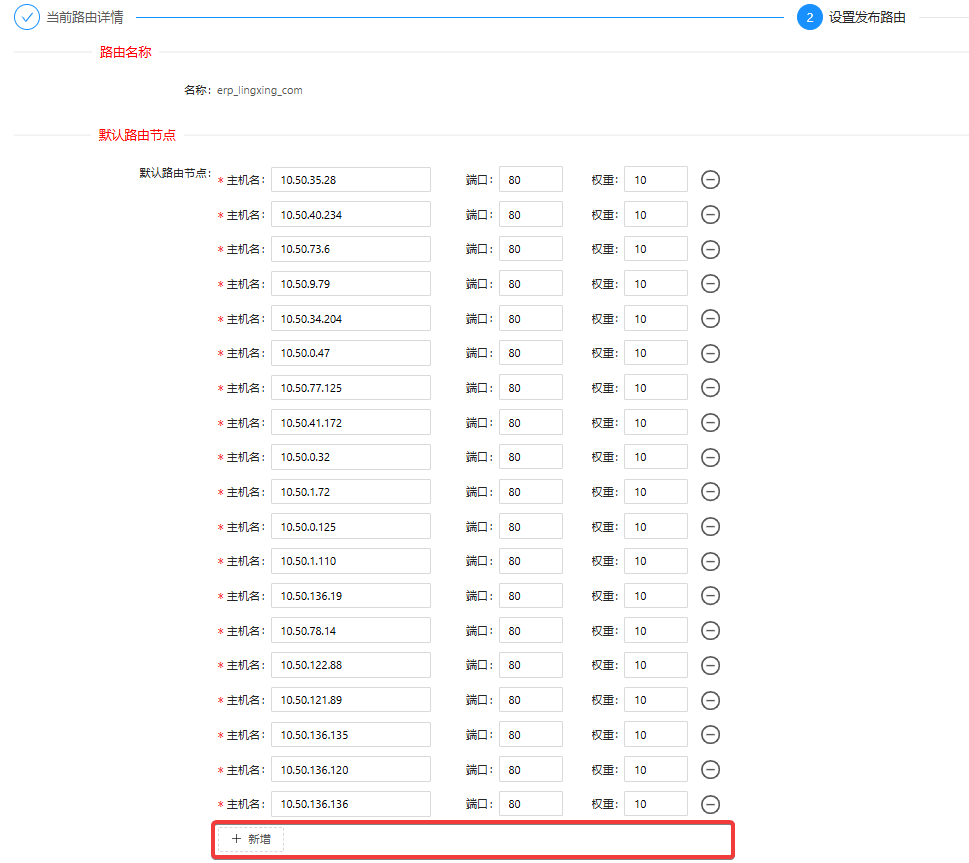 当前路由详情 2 设置发布路由
路由名称
名称: erp_lingxing_com
默认路由节点
默认路由节点: * 主机名: 10.50.35.28 端口: 80 权重: 10
* 主机名: 10.50.40.234 端口: 80 权重: 10
* 主机名: 10.50.73.6 端口: 80 权重: 10
* 主机名: 10.50.9.79 端口: 80 权重: 10
* 主机名: 10.50.34.204 端口: 80 权重: 10
* 主机名: 10.50.0.47 端口: 80 权重: 10
* 主机名: 10.50.77.125 端口: 80 权重: 10
* 主机名: 10.50.41.172 端口: 80 权重: 10
* 主机名: 10.50.0.32 端口: 80 权重: 10
* 主机名: 10.50.1.72 端口: 80 权重: 10
* 主机名: 10.50.0.125 端口: 80 权重: 10
* 主机名: 10.50.1.110 端口: 80 权重: 10
* 主机名: 10.50.136.19 端口: 80 权重: 10
* 主机名: 10.50.78.14 端口: 80 权重: 10
* 主机名: 10.50.122.88 端口: 80 权重: 10
* 主机名: 10.50.121.89 端口: 80 权重: 10
* 主机名: 10.50.136.135 端口: 80 权重: 10
* 主机名: 10.50.136.120 端口: 80 权重: 10
* 主机名: 10.50.136.136 端口: 80 权重: 10
+ 新增